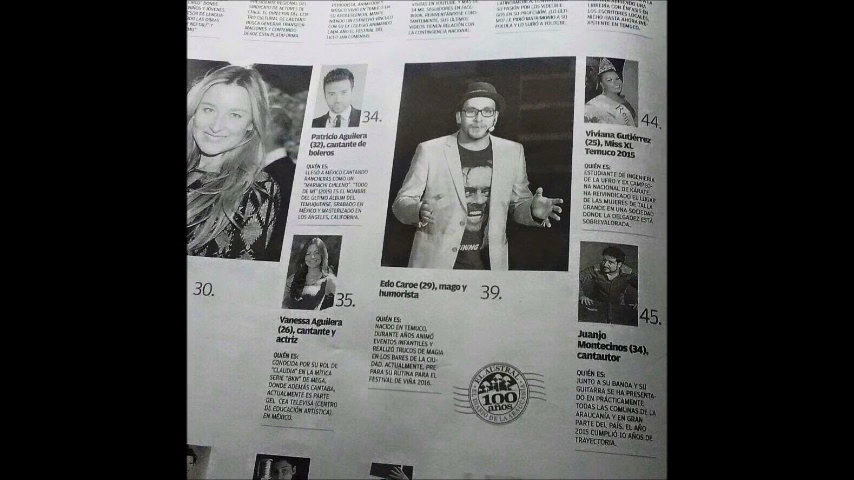 SINDICATO DE ACTORES DE
34.
Patricio Aguilera
(32), cantante de
boleros
QUIÉN ES:
LLEGÓ A MÉXICO CANTANDO
RANCHERAS COMO UN
"MARIACHI CHILENO". "TODO
DE MÍ" (2015) ES EL NOMBRE
DEL ÚLTIMO ÁLBUM DEL
TEMUQUENSE, GRABADO EN
MÉXICO Y MASTERIZADO EN
LOS ÁNGELES, CALIFORNIA.
30.
35.
Vanessa Aguilera
(26), cantante y
actriz
QUIÉN ES:
CONOCIDA POR SU ROL DE
"CLAUDIA" EN LA MÍTICA
SERIE "BKN" DE MEGA,
DONDE ADEMÁS CANTABA,
ACTUALMENTE ES PARTE
DEL CEA TELEVISA (CENTRO
DE EDUCACIÓN ARTÍSTICA),
EN MÉXICO.
39.
Edo Caroe (29), mago y
humorista
QUIÉN ES:
NACIDO EN TEMUCO,
DURANTE AÑOS ANIMÓ
EVENTOS INFANTILES Y
REALIZÓ TRUCOS DE MAGIA
EN LOS BARES DE LA CIU-
DAD. ACTUALMENTE, PRE-
PARA SU RUTINA PARA EL
FESTIVAL DE VIÑA 2016.
EL AUSTRAL
100
años
44.
Viviana Gutiérrez
(25), Miss XL
Temuco 2015
QUIÉN ES:
ESTUDIANTE DE INGENIERÍA
DE LA UFRO Y EX CAMPEO-
NA NACIONAL DE KARATE,
HA REIVINDICADO EL LUGAR
DE LAS MUJERES DE TALLA
GRANDE EN UNA SOCIEDAD
DONDE LA DELGADEZ ESTÁ
SOBREVALORADA.
45.
Juanjo
Montecinos (34),
cantautor
QUIÉN ES:
JUNTO A SU BANDA Y SU
GUITARRA SE HA PRESENTA-
DO EN PRÁCTICAMENTE
TODAS LAS COMUNAS DE LA
ARAUCANÍA Y EN GRAN
PARTE DEL PAÍS. EL AÑO
2015 CUMPLIÓ 10 AÑOS DE
TRAYECTORIA.